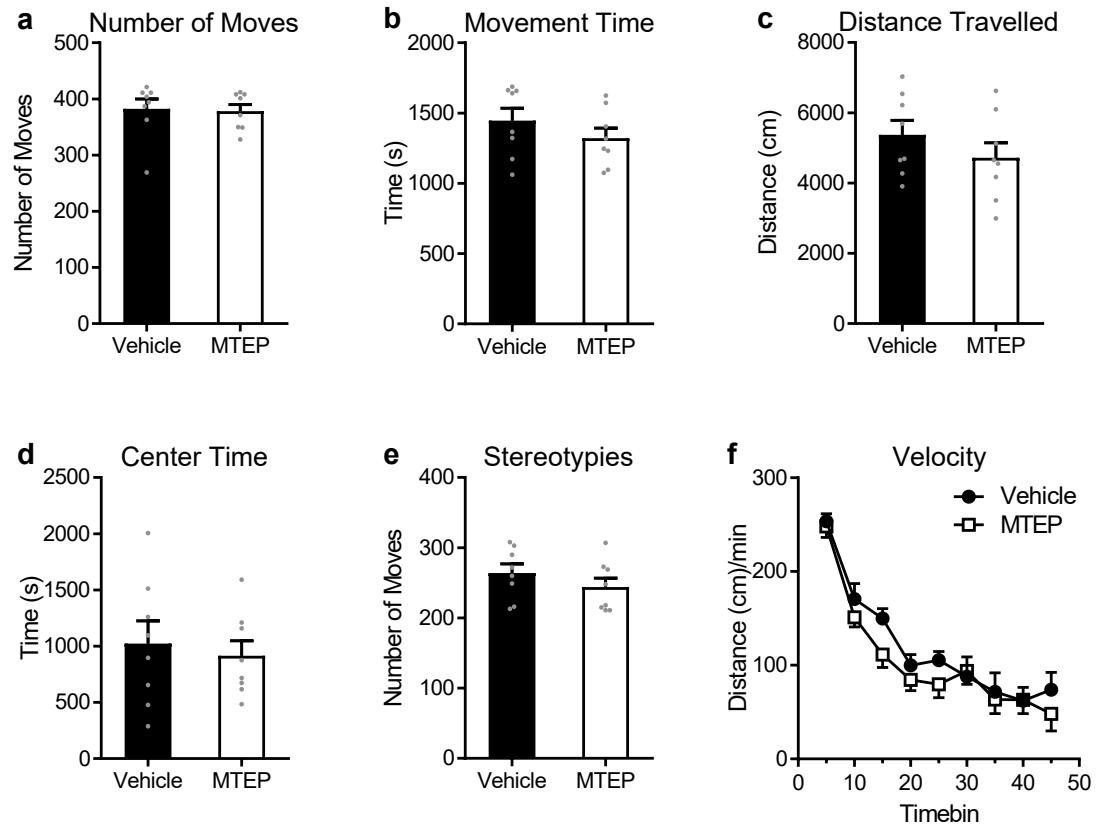 a Number of Moves
Number of Moves
500
400
300
200
100
0
Vehicle MTEP
b Movement Time
Time (s)
2000
1500
1000
500
0
Vehicle MTEP
c Distance Travelled
Distance (cm)
8000
6000
4000
2000
0
Vehicle MTEP
d Center Time
Time (s)
2500
2000
1500
1000
500
0
Vehicle MTEP
e Stereotypies
Number of Moves
400
300
200
100
0
Vehicle MTEP
f Velocity
Distance (cm)/min
300
200
100
0
Vehicle
MTEP
0 10 20 30 40 50
Timebin